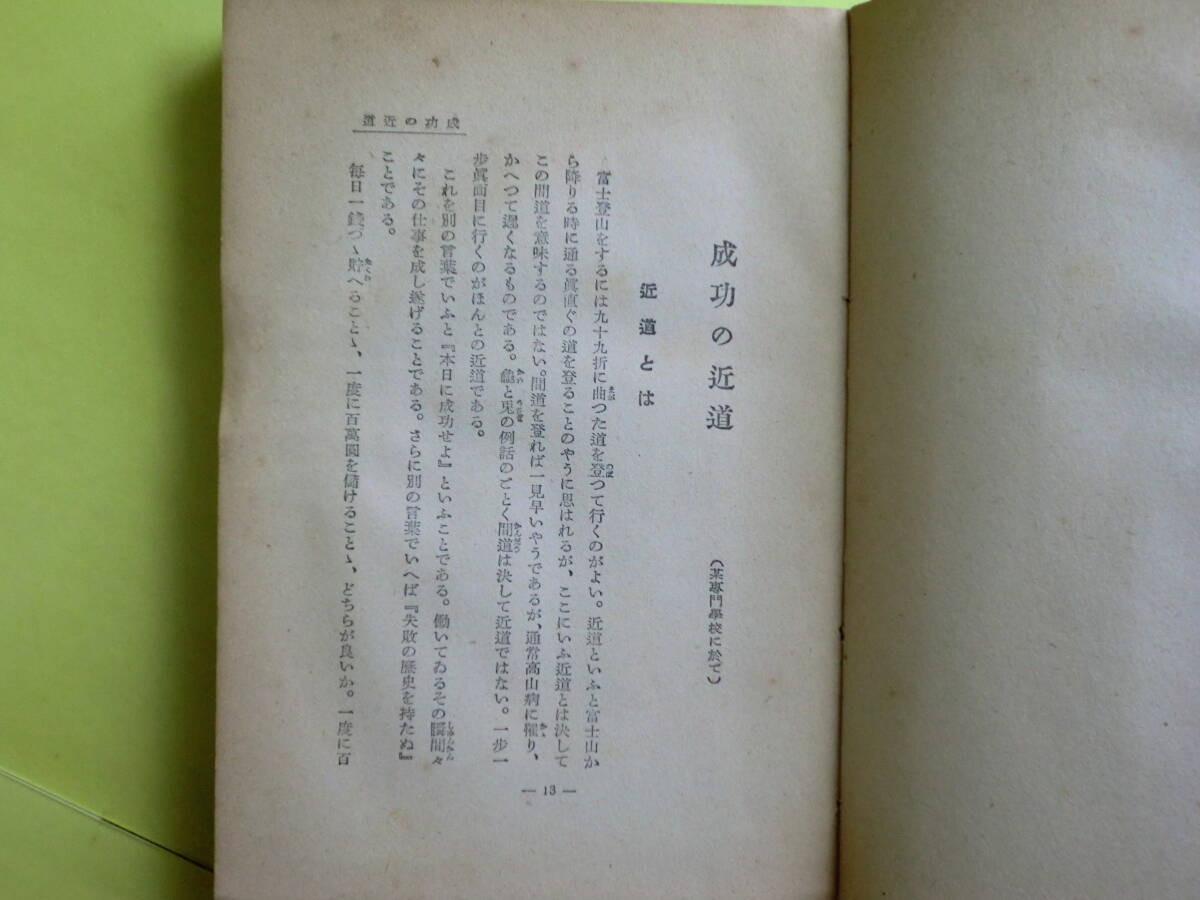 成功の近道
(某專門學校に於て)
近道とは
富士登山をするには九十九折に曲つた道を登つて行くのがよい。近道といふと富士山か
ら降りる時に通る眞直ぐの道を登ることのやうに思はれるが、ここにいふ近道とは決して
この間道を意味するのではない。間道を登れば一見早いやうであるが、通常高山病に罹り、
かへつて遲くなるものである。龜と兎の例話のごとく間道は決して近道ではない。一步一
步眞面目に行くのがほんとの近道である。
これを別の言葉でいふと『本日に成功せよ』といふことである。働いてゐるその瞬間々
々にその仕事を成し遂げることである。さらに別の言葉でいへば『失敗の歷史を持たぬ』
ことである。
每日一錢づゝ貯へることゝ、一度に百萬圓を儲けることゝ、どちらが良いか。一度に百
成功の近道
— 13 —